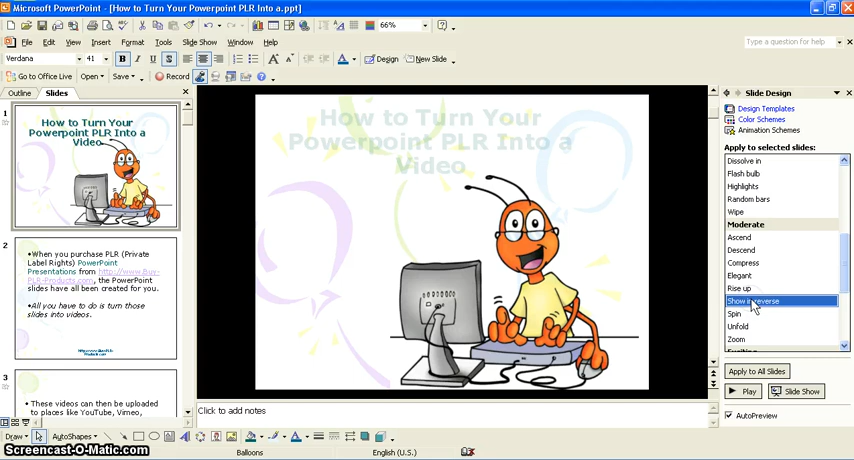 Microsoft PowerPoint - [How to Turn Your Powerpoint PLR Into a.ppt]
66%
File Edit View Insert Format Tools Slide Show Window Help
Type a question for help
Verdana 41 B I U S A Design New Slide
Go to Office Live Open Save Record
Outline Slides
1
How to Turn Your
Powerpoint PLR Into a
Video
2
•When you purchase PLR (Private
Label Rights) PowerPoint
Presentations from http://www.Buy-
PLR-Products.com, the PowerPoint
slides have all been created for you.
•All you have to do is turn those
slides into videos.
3
• These videos can then be uploaded
to places like YouTube, Vimeo,
How to Turn Your
Powerpoint PLR Into a
Video
Click to add notes
Slide Design
Design Templates
Color Schemes
Animation Schemes
Apply to selected slides:
Dissolve in
Flash bulb
Highlights
Random bars
Wipe
Moderate
Ascend
Descend
Compress
Elegant
Rise up
Show in reverse
Spin
Unfold
Zoom
Exciting
Apply to All Slides
Play Slide Show
AutoPreview
Draw AutoShapes
Screencast-O-Matic.com
Balloons English (U.S.)